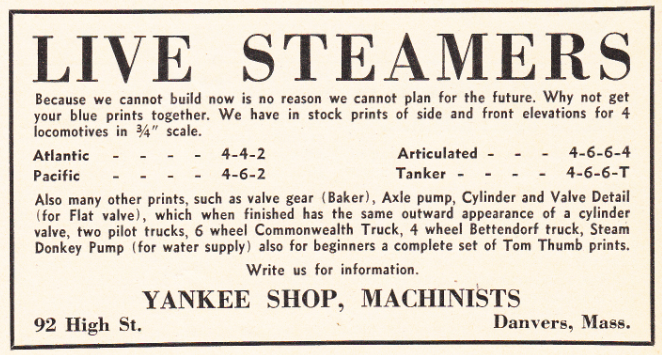 LIVE STEAMERS
Because we cannot build now is no reason we cannot plan for the future. Why not get
your blue prints together. We have in stock prints of side and front elevations for 4
locomotives in ¾" scale.
Atlantic - - - - 4-4-2 Articulated - - - 4-6-6-4
Pacific - - - - 4-6-2 Tanker - - - - 4-6-6-T
Also many other prints, such as valve gear (Baker), Axle pump, Cylinder and Valve Detail
(for Flat valve), which when finished has the same outward appearance of a cylinder
valve, two pilot trucks, 6 wheel Commonwealth Truck, 4 wheel Bettendorf truck, Steam
Donkey Pump (for water supply) also for beginners a complete set of Tom Thumb prints.
Write us for information.
YANKEE SHOP, MACHINISTS
92 High St. Danvers, Mass.